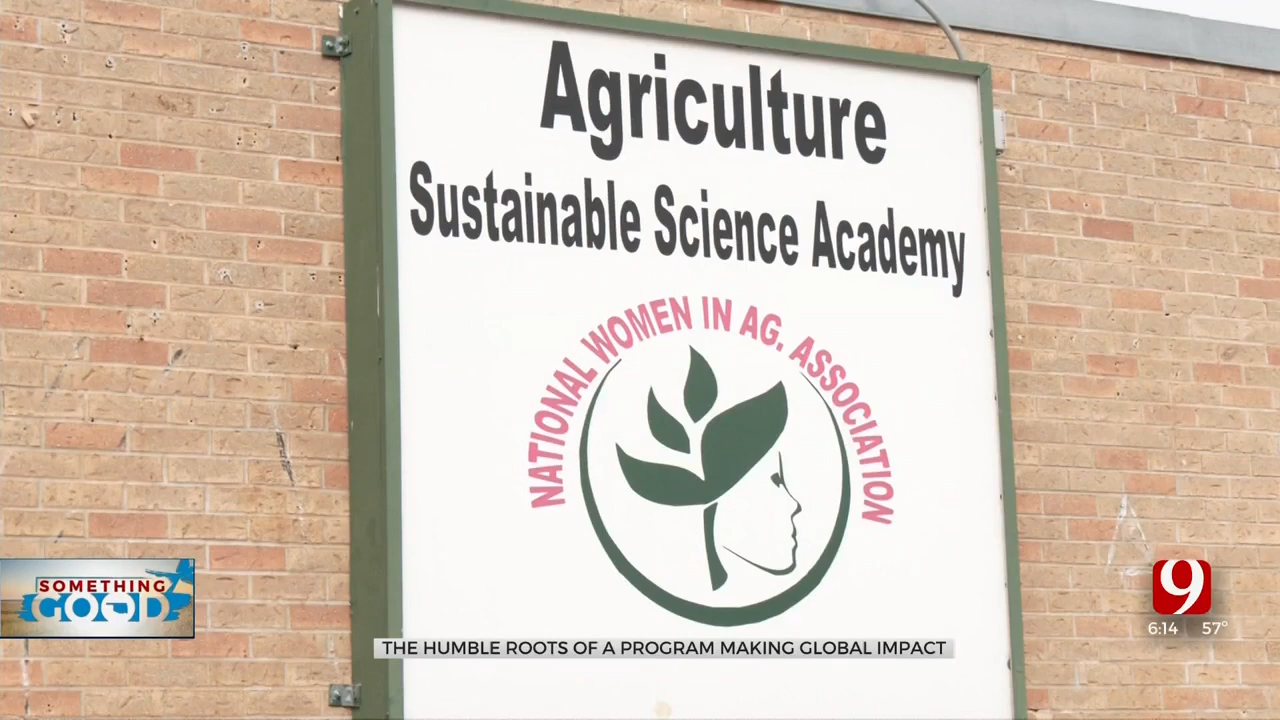 Agriculture
Sustainable Science Academy
NATIONAL WOMEN IN AG. ASSOCIATION
SOMETHING
GOOD
THE HUMBLE ROOTS OF A PROGRAM MAKING GLOBAL IMPACT
9
6:14 57°